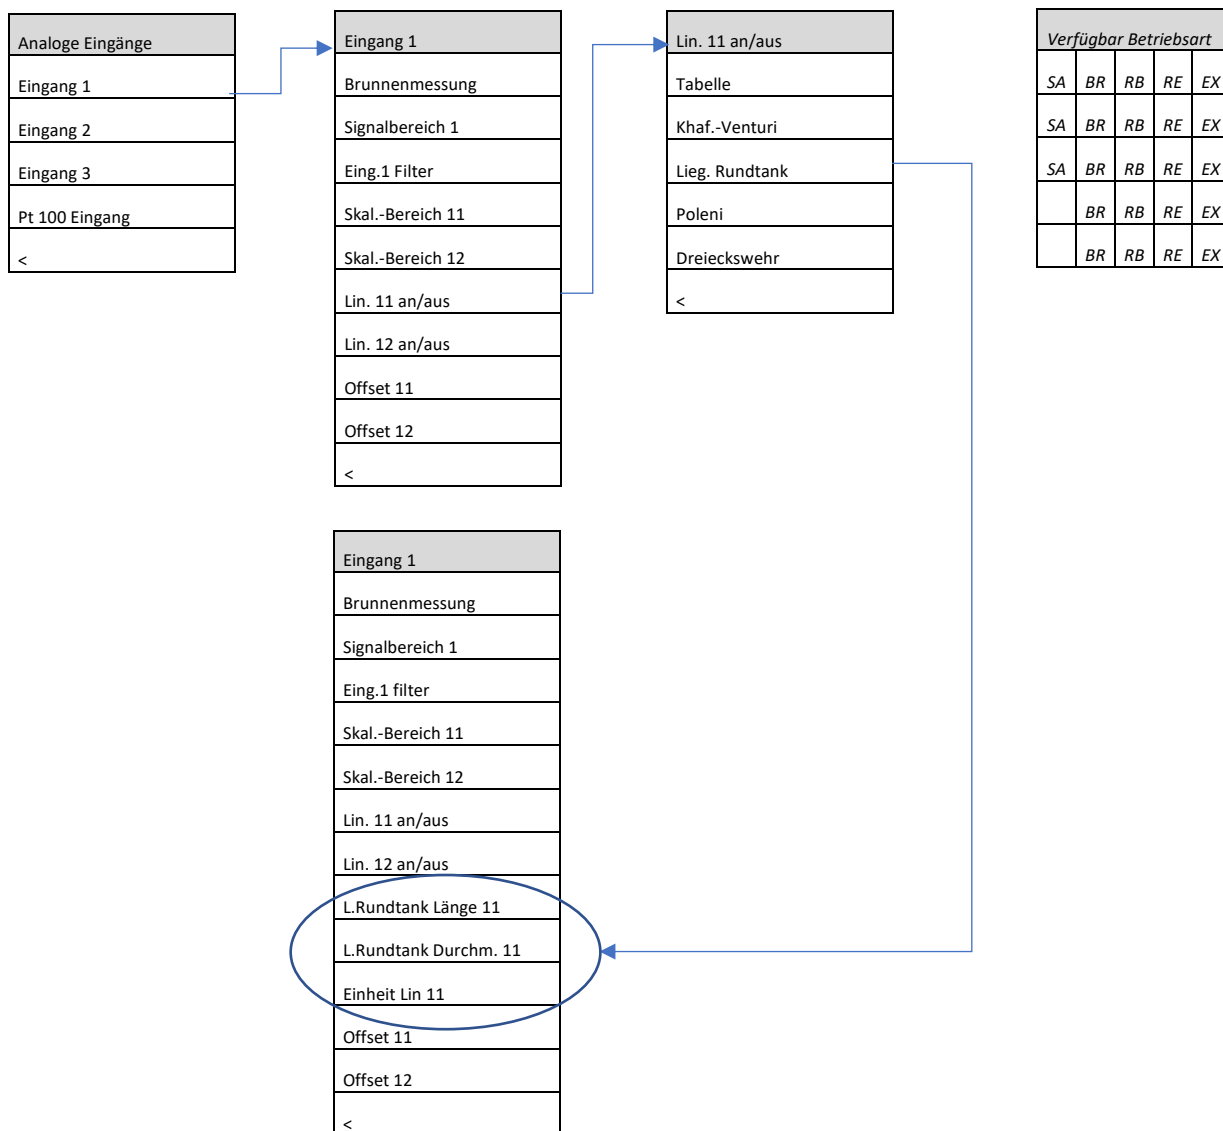 Analoge Eingänge
Eingang 1
Eingang 2
Eingang 3
Pt 100 Eingang
<
Eingang 1
Brunnenmessung
Signalbereich 1
Eing.1 Filter
Skal.-Bereich 11
Skal.-Bereich 12
Lin. 11 an/aus
Lin. 12 an/aus
Offset 11
Offset 12
<
Lin. 11 an/aus
Tabelle
Khaf.-Venturi
Lieg. Rundtank
Poleni
Dreieckswehr
<
Verfügbar Betriebsart
SA BR RB RE EX
SA BR RB RE EX
SA BR RB RE EX
BR RB RE EX
BR RB RE EX
Eingang 1
Brunnenmessung
Signalbereich 1
Eing.1 filter
Skal.-Bereich 11
Skal.-Bereich 12
Lin. 11 an/aus
Lin. 12 an/aus
L.Rundtank Länge 11
L.Rundtank Durchm. 11
Einheit Lin 11
Offset 11
Offset 12
<